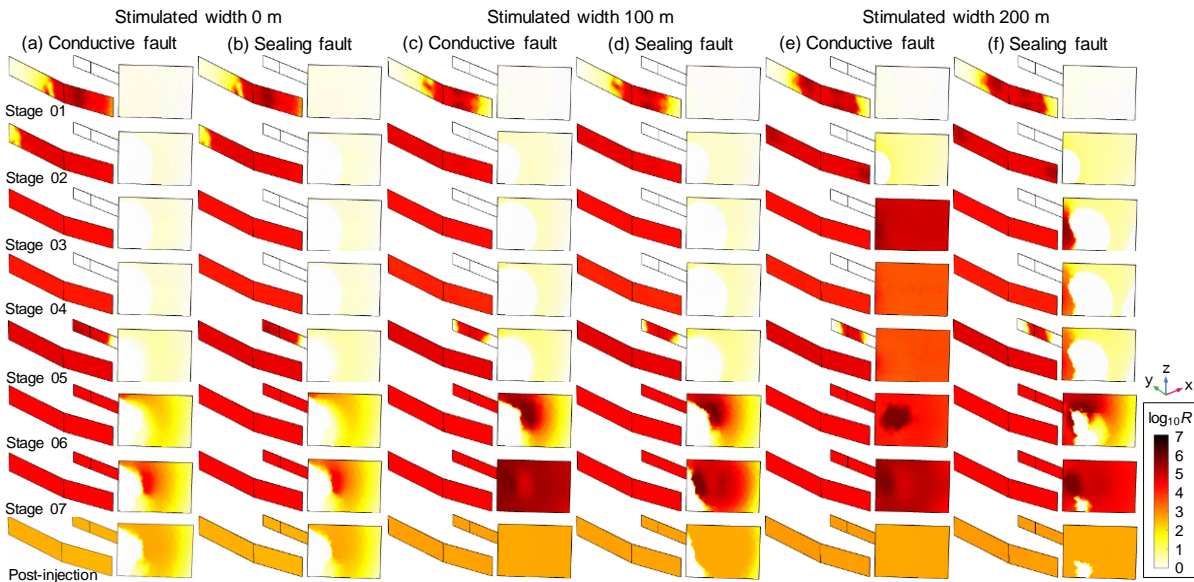 Stimulated width 0 m Stimulated width 100 m Stimulated width 200 m
(a) Conductive fault (b) Sealing fault (c) Conductive fault (d) Sealing fault (e) Conductive fault (f) Sealing fault
Stage 01
Stage 02
Stage 03
Stage 04
Stage 05
Stage 06
Stage 07
Post-injection
z
y x
log₁₀R
7
6
5
4
3
2
1
0